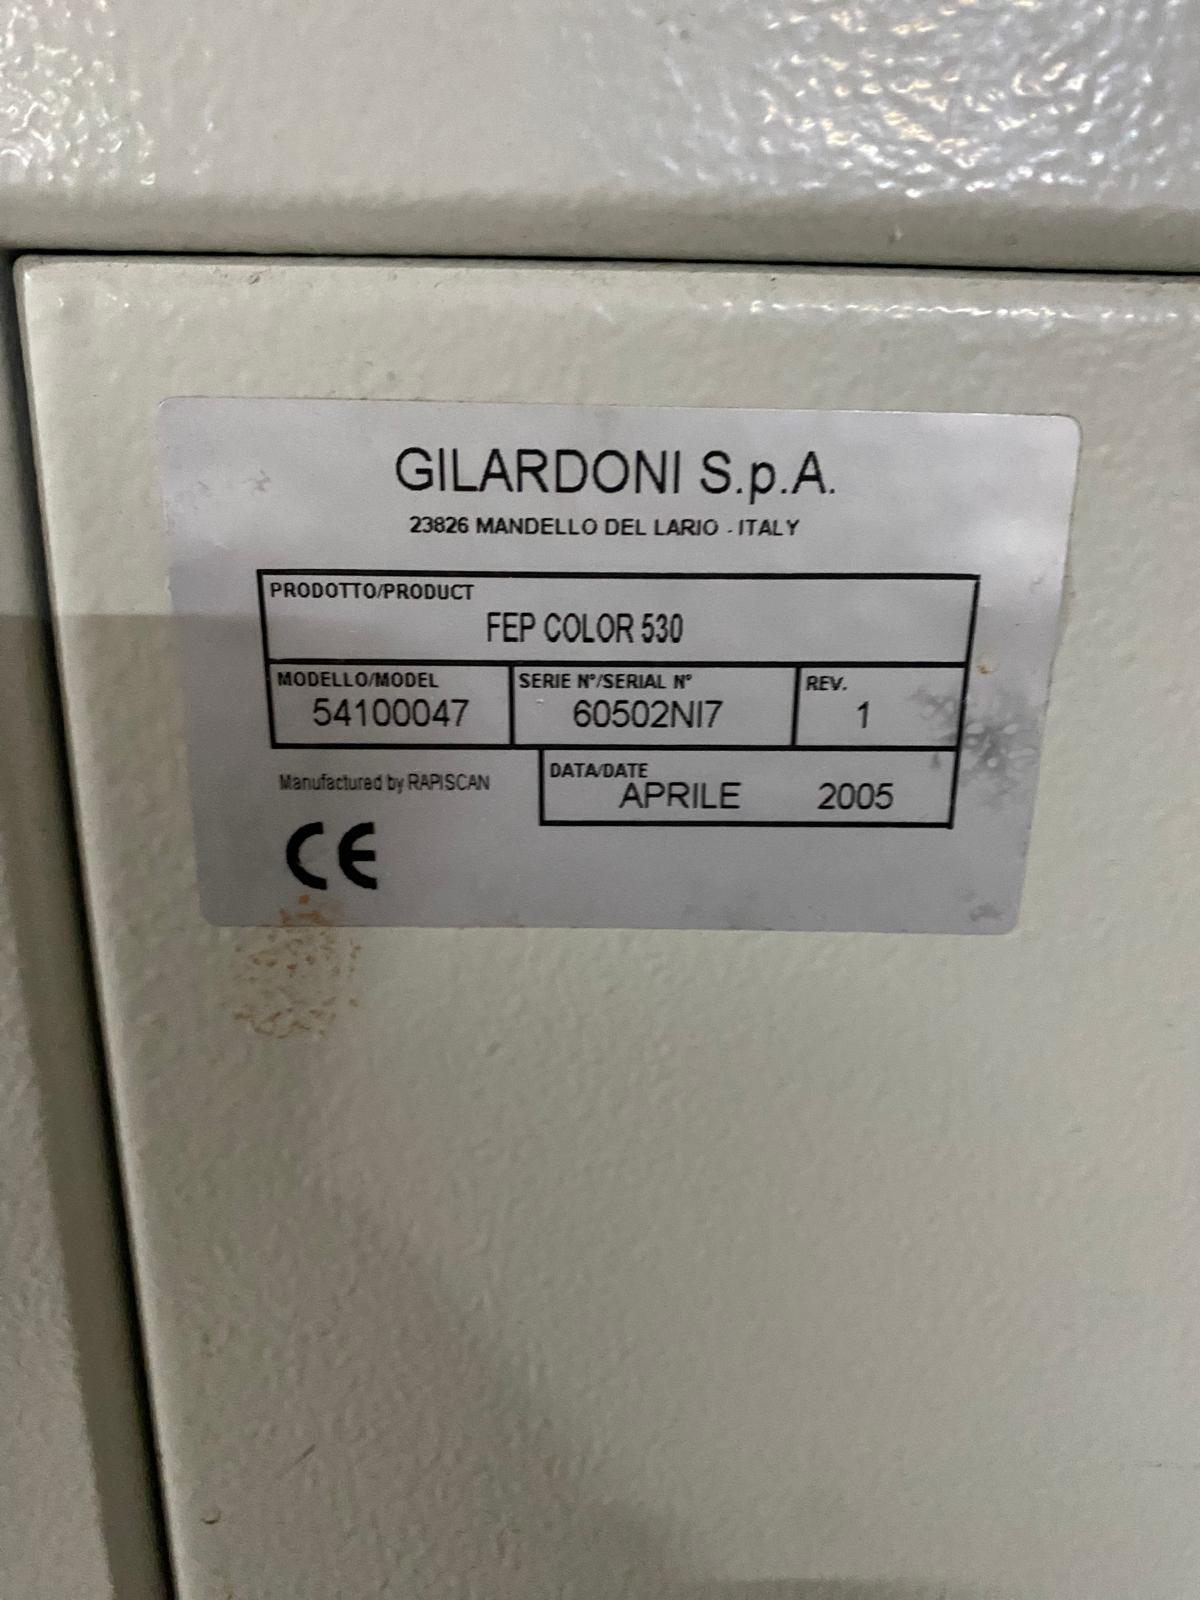 GILARDONI S.p.A.
23826 MANDELLO DEL LARIO - ITALY
PRODOTTO/PRODUCT
FEP COLOR 530
MODELLO/MODEL
54100047
SERIE N°/SERIAL N°
60502NI7
REV.
1
Manufactured by RAPISCAN
DATA/DATE
APRILE 2005
CE